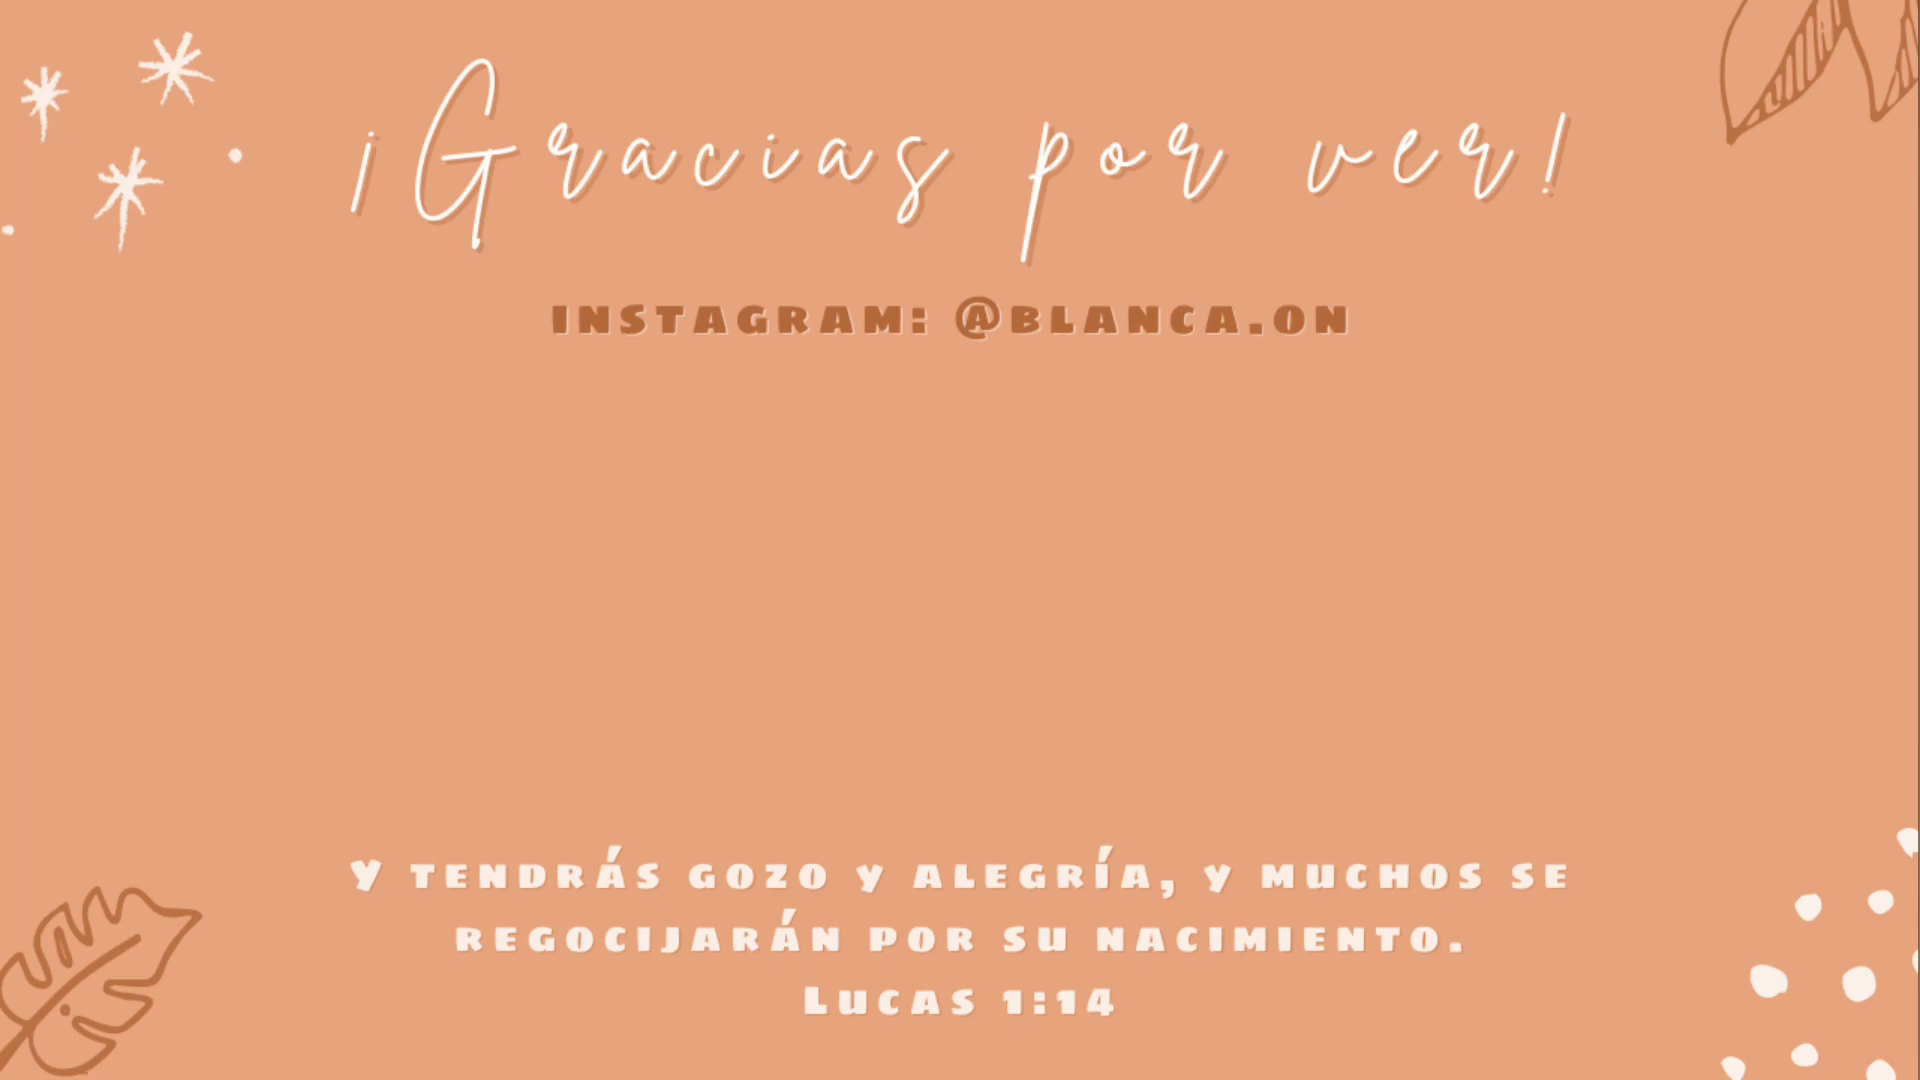 ¡Gracias por ver!
INSTAGRAM: @BLANCA.ON
Y TENDRÁS GOZO Y ALEGRÍA, Y MUCHOS SE
REGOCIJARÁN POR SU NACIMIENTO.
LUCAS 1:14